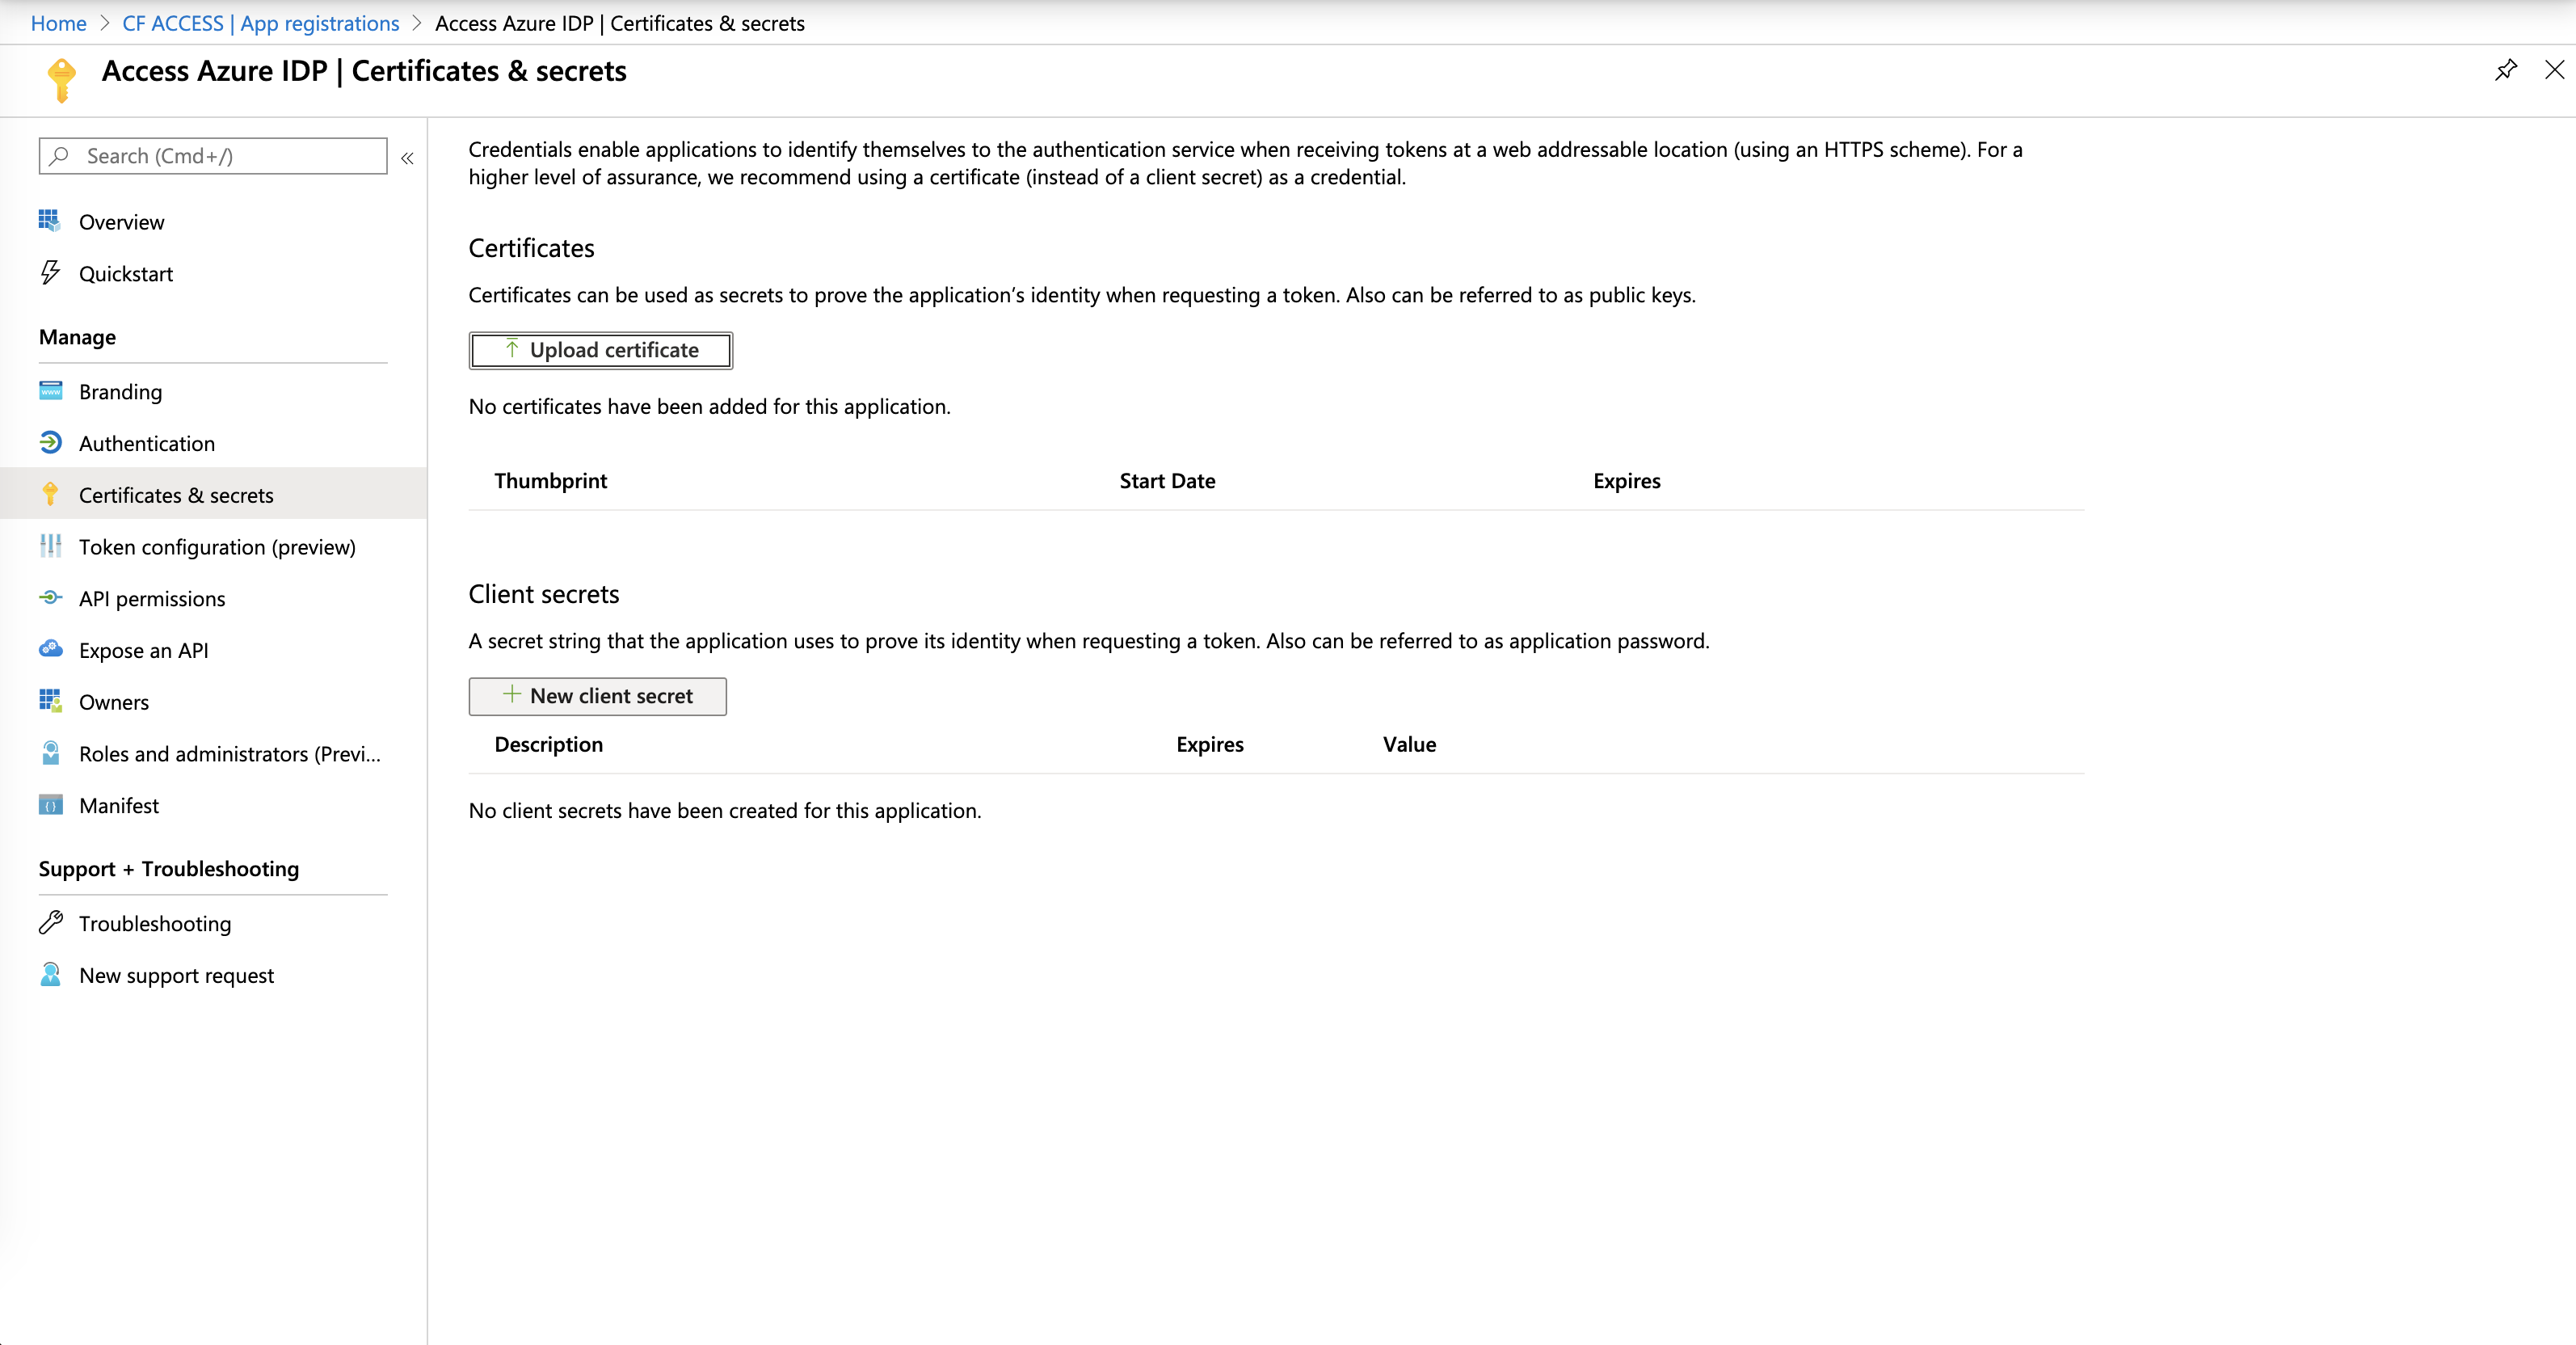 Home > CF ACCESS | App registrations > Access Azure IDP | Certificates & secrets
Access Azure IDP | Certificates & secrets
Search (Cmd+/)
Overview
Quickstart
Manage
Branding
Authentication
Certificates & secrets
Token configuration (preview)
API permissions
Expose an API
Owners
Roles and administrators (Previ...
Manifest
Support + Troubleshooting
Troubleshooting
New support request
Credentials enable applications to identify themselves to the authentication service when receiving tokens at a web addressable location (using an HTTPS scheme). For a
higher level of assurance, we recommend using a certificate (instead of a client secret) as a credential.
Certificates
Certificates can be used as secrets to prove the application’s identity when requesting a token. Also can be referred to as public keys.
Upload certificate
No certificates have been added for this application.
Thumbprint Start Date Expires
Client secrets
A secret string that the application uses to prove its identity when requesting a token. Also can be referred to as application password.
New client secret
Description Expires Value
No client secrets have been created for this application.